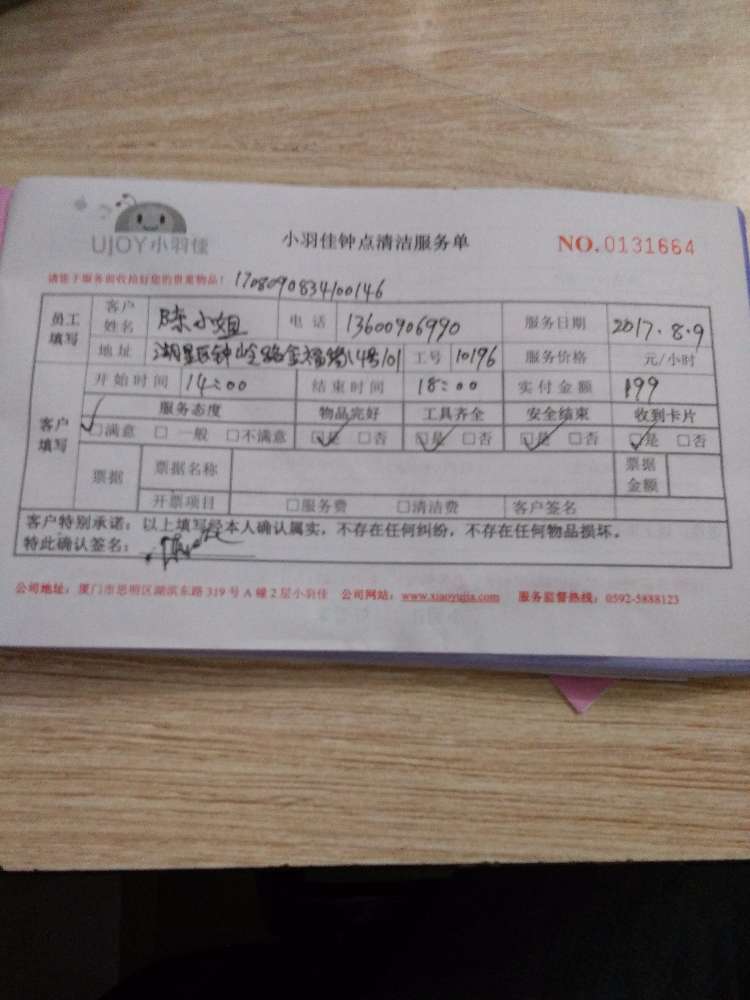 UJOY小羽佳
小羽佳钟点清洁服务单
NO.0131664
请您于服务前收拾好您的贵重物品! 1708090834100146
员工填写 客户姓名 陈小姐 电话 13600906990 服务日期 2017.8.9
地址 湖里区钟岭路金福缘14号101 工号 10196 服务价格 元/小时
客户填写 开始时间 14:00 结束时间 18:00 实付金额 199
服务态度 物品完好 工具齐全 安全结束 收到卡片
☑满意 □一般 □不满意 ☑是 □否 ☑是 □否 ☑是 □否 ☑是 □否
票据 票据名称 票据金额
开票项目 □服务费 □清洁费 客户签名
客户特别承诺:以上填写经本人确认属实,不存在任何纠纷,不存在任何物品损坏。
特此确认签名:
公司地址:厦门市思明区湖滨东路319号A幢2层小羽佳 公司网站:www.xiaoyujia.com 服务监督热线:0592-5888123